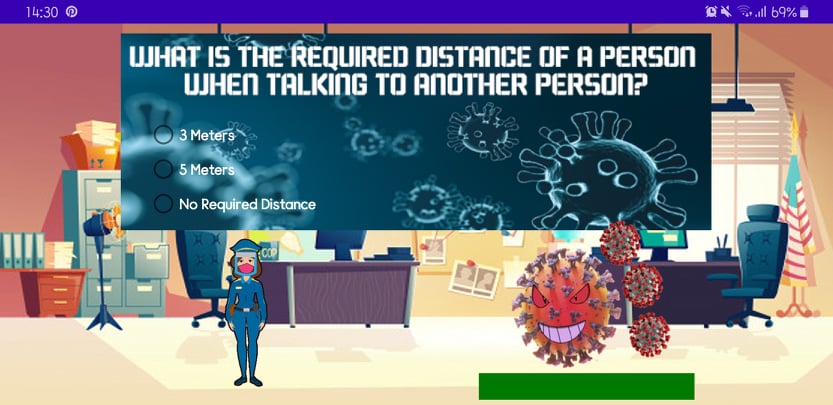 14:30
69%
WHAT IS THE REQUIRED DISTANCE OF A PERSON
WHEN TALKING TO ANOTHER PERSON?
3 Meters
5 Meters
No Required Distance
COP